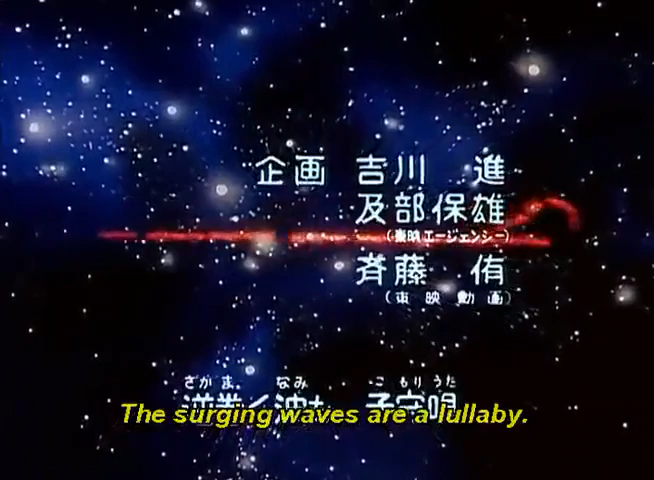 企画 吉川 進
及部保雄
(東映エージェンシー)
斉藤 侑
(東映動画)
さか ま なみ こ もり うた
逆巻く波も 子守唄
The surging waves are a lullaby.